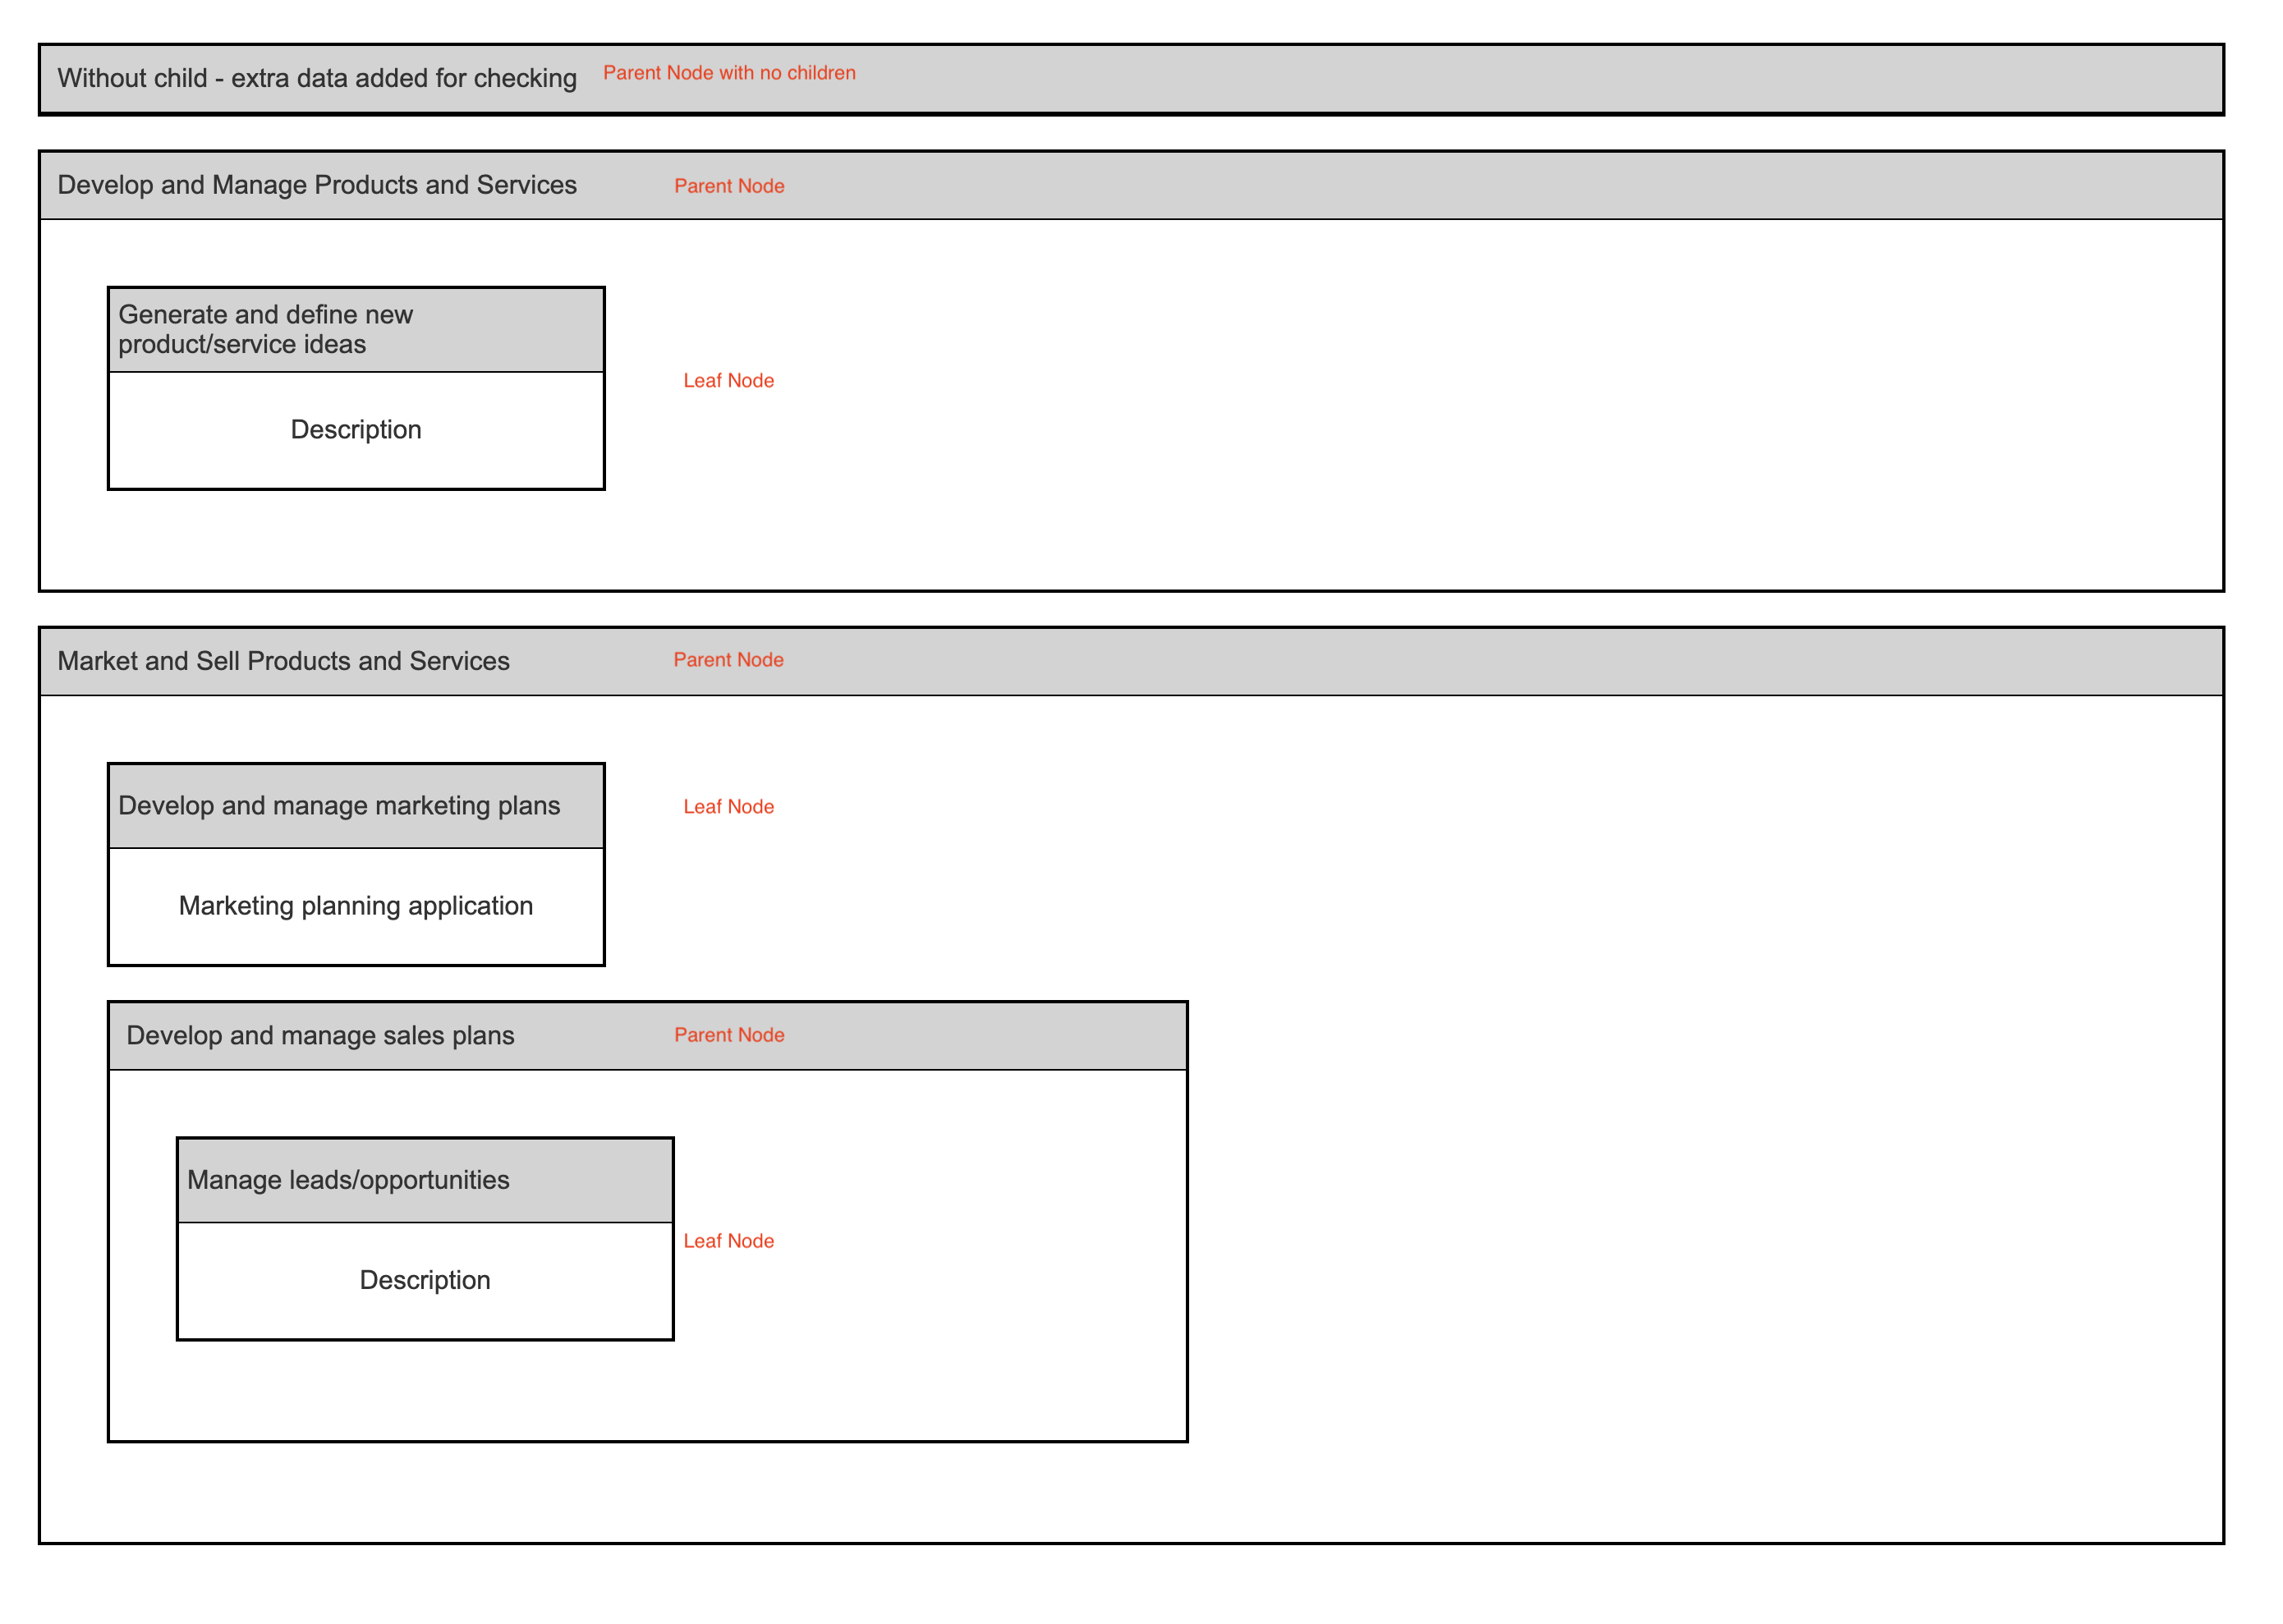 Without child - extra data added for checking
Parent Node with no children
Develop and Manage Products and Services
Parent Node
Generate and define new
product/service ideas
Leaf Node
Description
Market and Sell Products and Services
Parent Node
Develop and manage marketing plans
Leaf Node
Marketing planning application
Develop and manage sales plans
Parent Node
Manage leads/opportunities
Leaf Node
Description